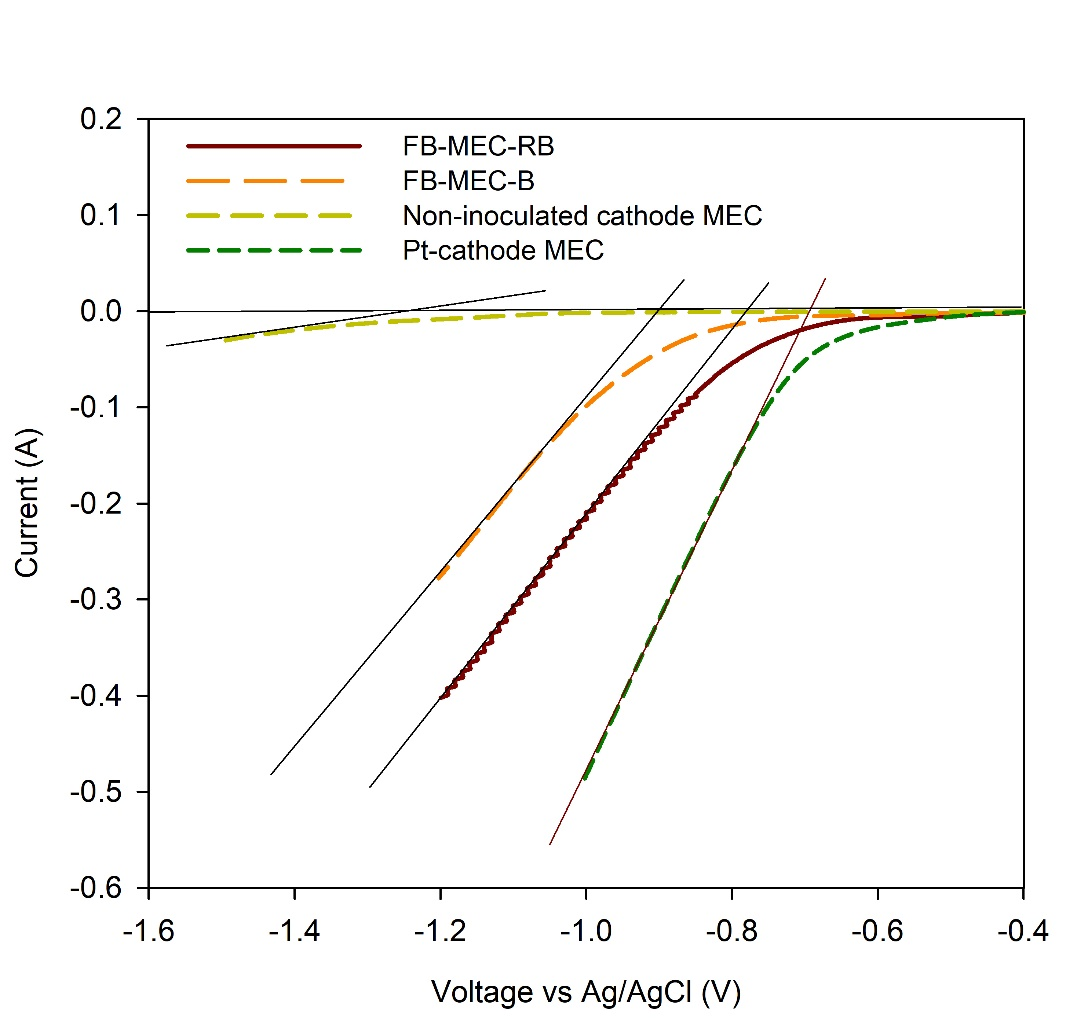 0.2
FB-MEC-RB
FB-MEC-B
0.1
Non-inoculated cathode MEC
Pt-cathode MEC
0.0
-0.1
-0.2
Current (A)
-0.3
-0.4
-0.5
-0.6
-1.6 -1.4 -1.2 -1.0 -0.8 -0.6 -0.4
Voltage vs Ag/AgCl (V)